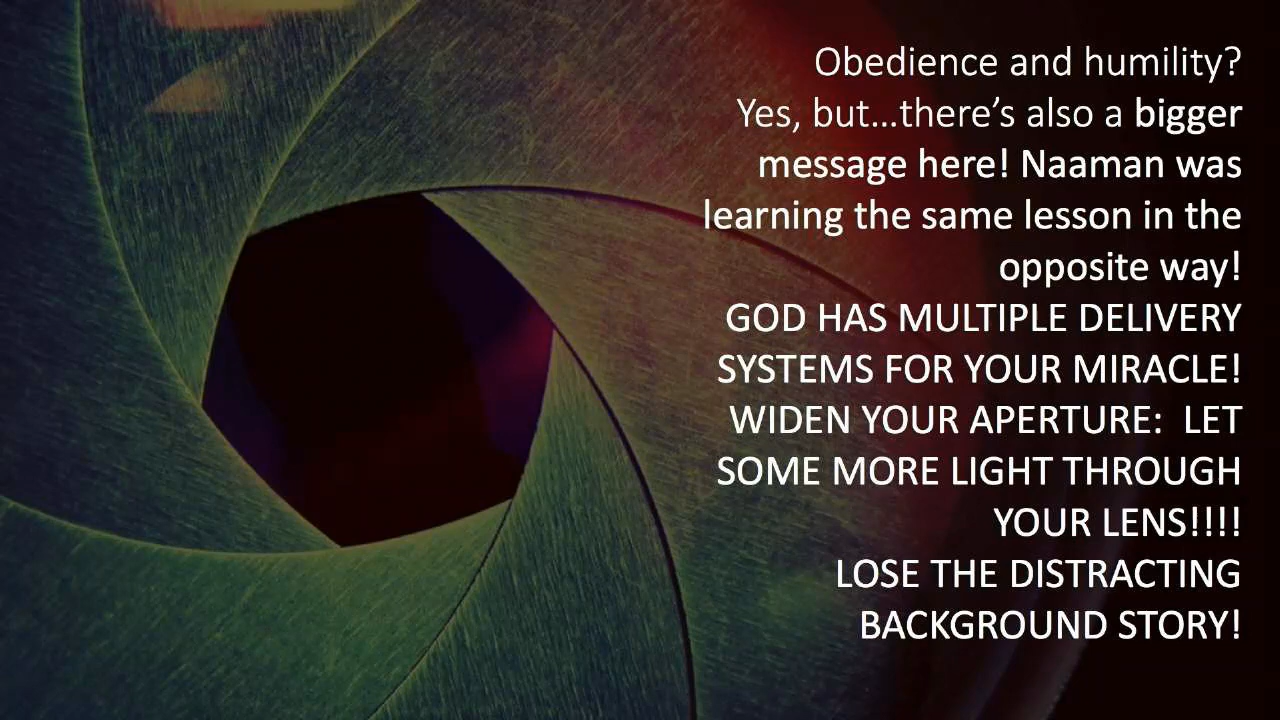 Obedience and humility?
Yes, but…there’s also a bigger
message here! Naaman was
learning the same lesson in the
opposite way!
GOD HAS MULTIPLE DELIVERY
SYSTEMS FOR YOUR MIRACLE!
WIDEN YOUR APERTURE:  LET
SOME MORE LIGHT THROUGH
YOUR LENS!!!!
LOSE THE DISTRACTING
BACKGROUND STORY!